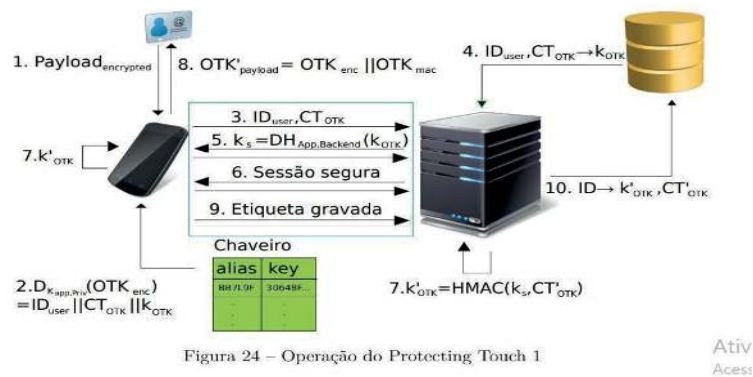 1. Payload encrypted
8. OTK' payload = OTK enc ||OTK mac
4. ID user,CT OTK → k OTK
3. ID user,CT OTK
5. k s =DH App,Backend (k OTK)
7.k' OTK
6. Sessão segura
9. Etiqueta gravada
10. ID→ k' OTK ,CT' OTK
Chaveiro
alias key
BB7L9F 30648F...
2.D K app,Priv (OTK enc)
=ID user ||CT OTK ||k OTK
7.k' OTK =HMAC(k s ,CT' OTK)
Figura 24 – Operação do Protecting Touch 1
Ativ
Acess